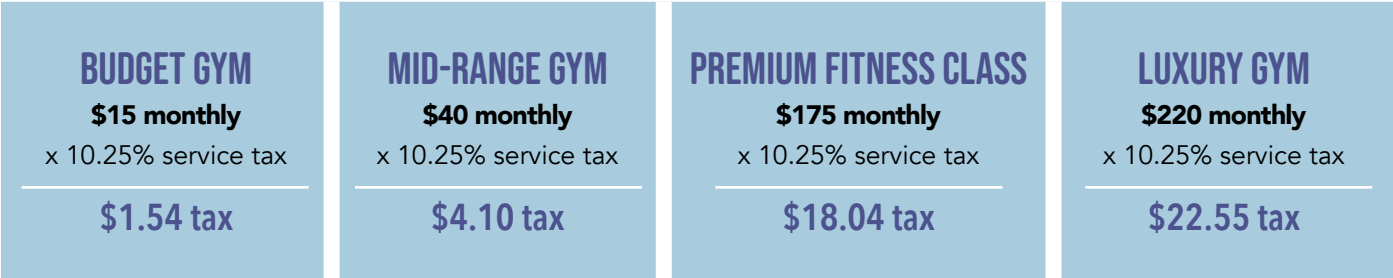 BUDGET GYM
$15 monthly
x 10.25% service tax
$1.54 tax
MID-RANGE GYM
$40 monthly
x 10.25% service tax
$4.10 tax
PREMIUM FITNESS CLASS
$175 monthly
x 10.25% service tax
$18.04 tax
LUXURY GYM
$220 monthly
x 10.25% service tax
$22.55 tax